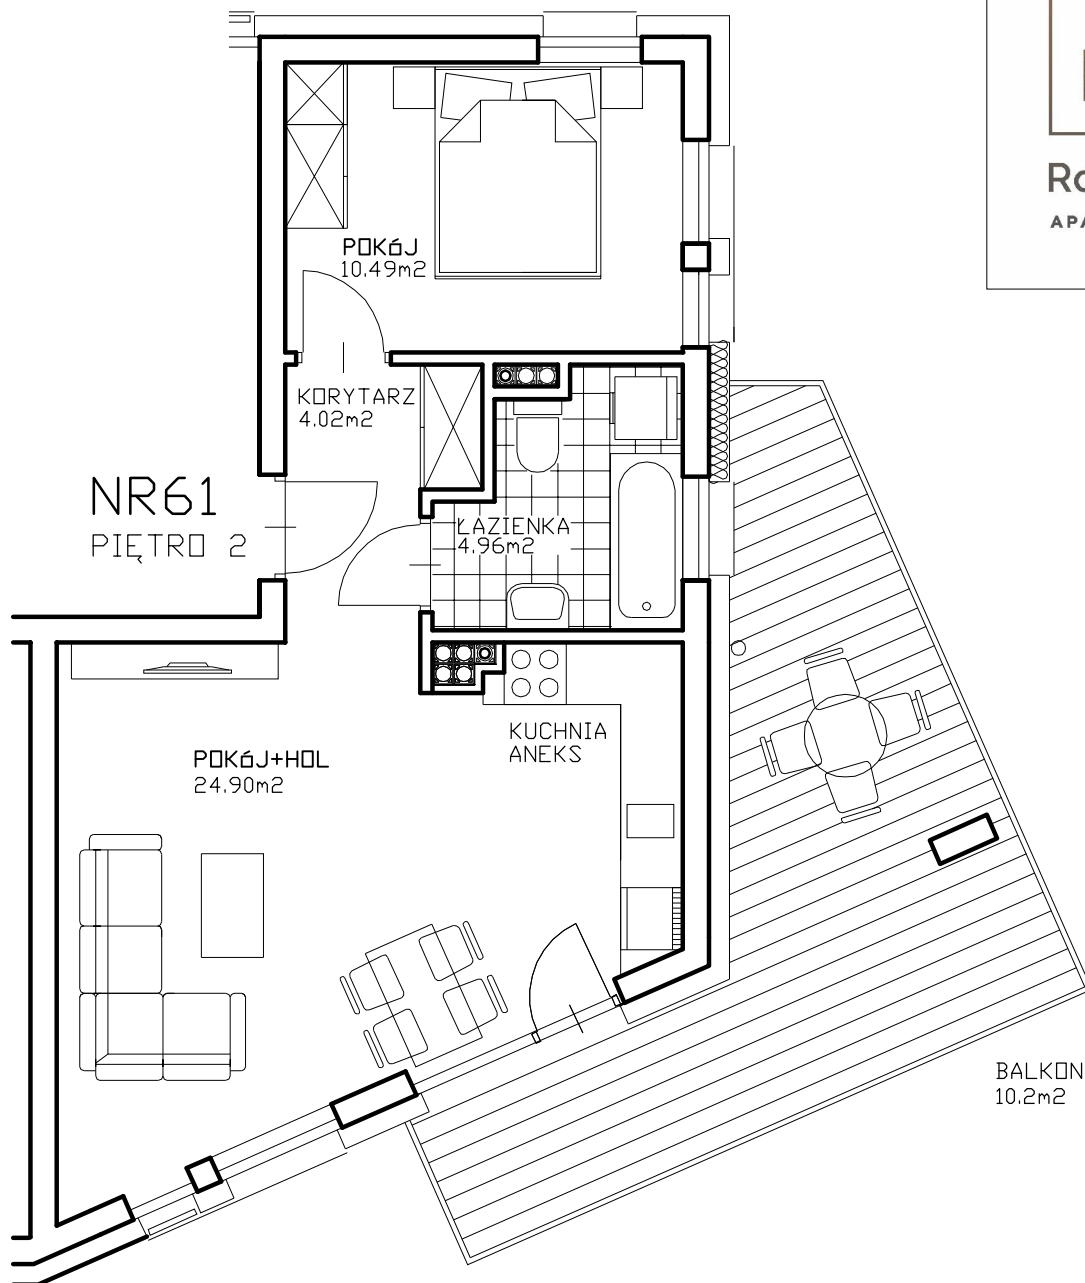 Ro
APA
POKÓJ
10.49m2
KORYTARZ
4.02m2
NR61
PIĘTRO 2
ŁAZIENKA
4.96m2
KUCHNIA
ANEKS
POKÓJ+HOL
24.90m2
BALKON
10.2m2